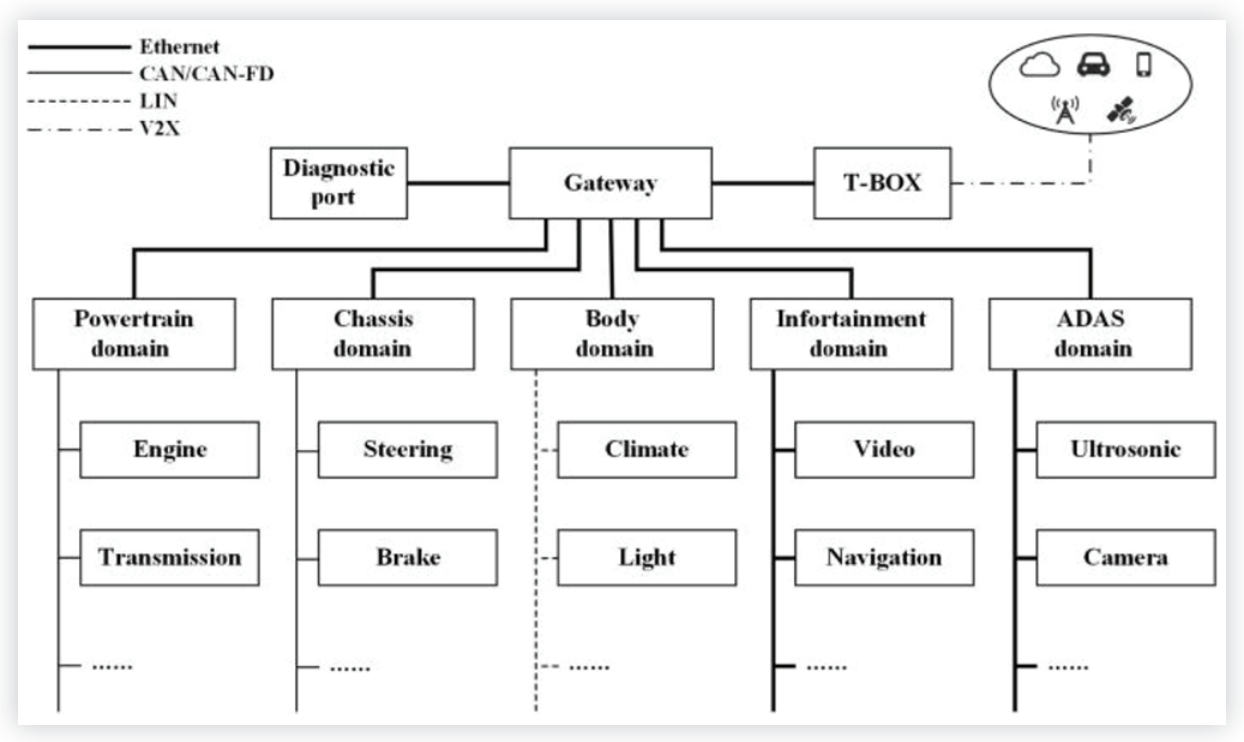 Ethernet
CAN/CAN-FD
LIN
V2X
Diagnostic
port
Gateway
T-BOX
Powertrain
domain
Chassis
domain
Body
domain
Infortainment
domain
ADAS
domain
Engine
Steering
Climate
Video
Ultrosonic
Transmission
Brake
Light
Navigation
Camera
......
......
......
......
......